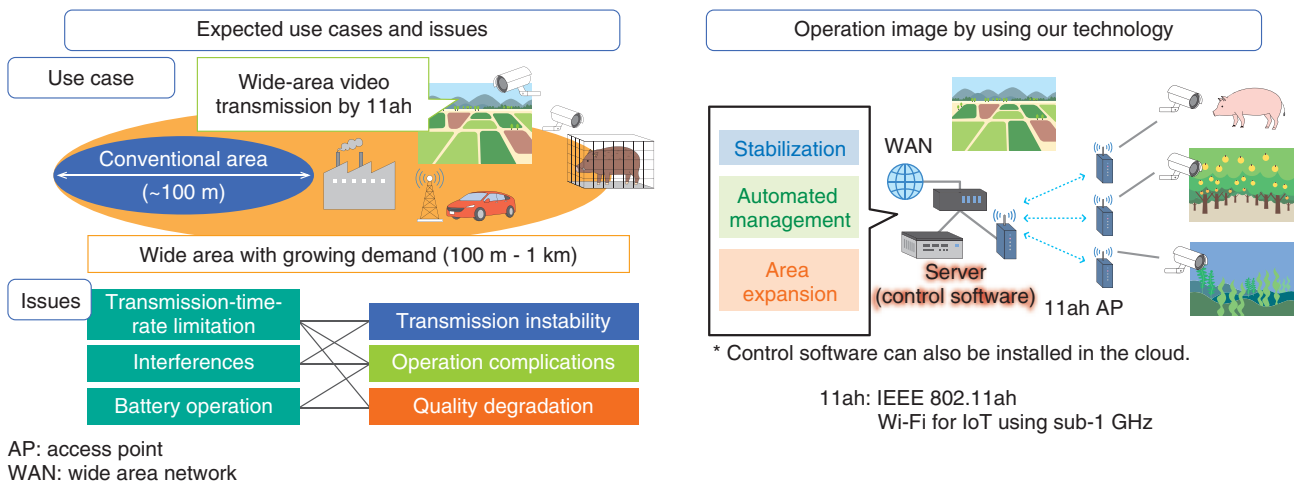 Expected use cases and issues
Use case
Wide-area video
transmission by 11ah
Conventional area
(~100 m)
Wide area with growing demand (100 m - 1 km)
Issues
Transmission-time-
rate limitation
Interferences
Battery operation
Transmission instability
Operation complications
Quality degradation
AP: access point
WAN: wide area network
Operation image by using our technology
Stabilization
Automated
management
Area
expansion
WAN
Server
(control software)
11ah AP
* Control software can also be installed in the cloud.
11ah: IEEE 802.11ah
Wi-Fi for IoT using sub-1 GHz